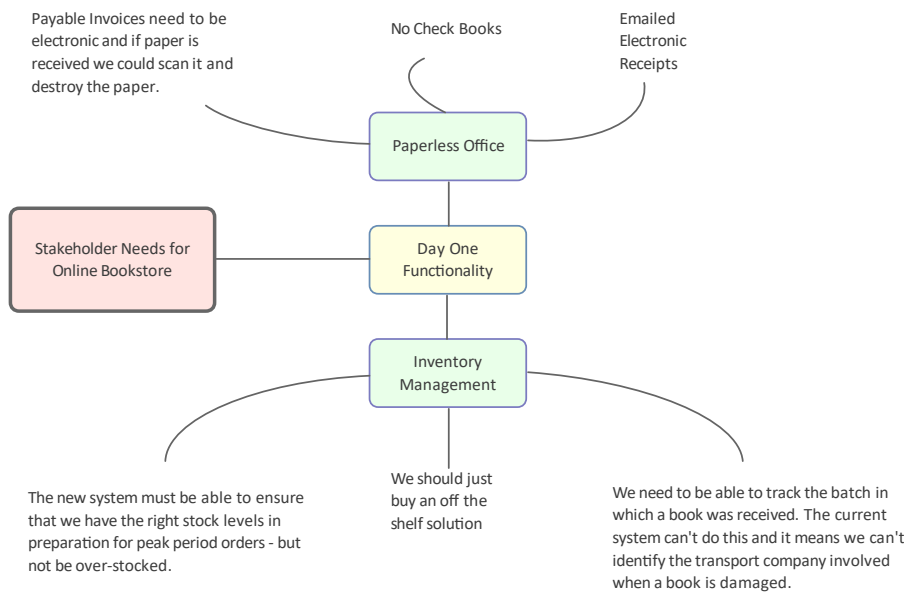 Payable Invoices need to be
electronic and if paper is
received we could scan it and
destroy the paper.
No Check Books
Emailed
Electronic
Receipts
Paperless Office
Stakeholder Needs for
Online Bookstore
Day One
Functionality
Inventory
Management
The new system must be able to ensure
that we have the right stock levels in
preparation for peak period orders - but
not be over-stocked.
We should just
buy an off the
shelf solution
We need to be able to track the batch in
which a book was received. The current
system can't do this and it means we can't
identify the transport company involved
when a book is damaged.